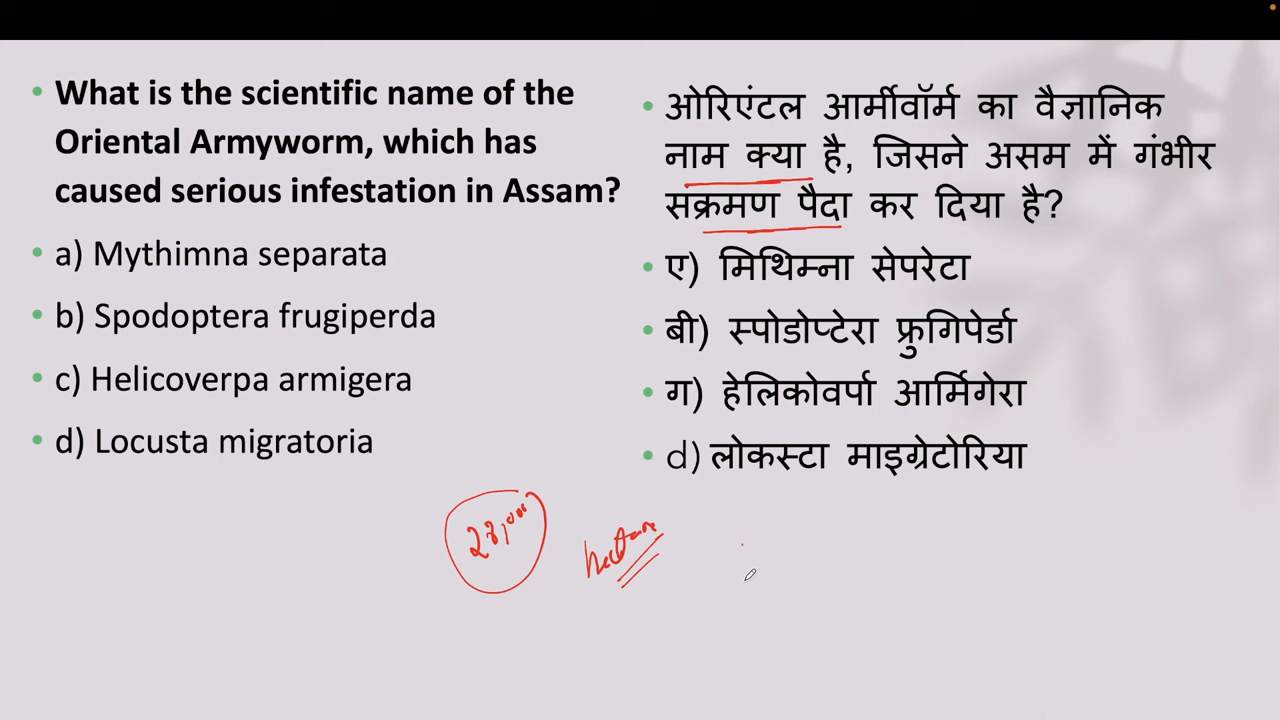 What is the scientific name of the
Oriental Armyworm, which has
caused serious infestation in Assam?
a) Mythimna separata
b) Spodoptera frugiperda
c) Helicoverpa armigera
d) Locusta migratoria
ओरिएंटल आर्मीवॉर्म का वैज्ञानिक
नाम क्या है, जिसने असम में गंभीर
संक्रमण पैदा कर दिया है?
ए) मिथिम्ना सेपरेटा
बी) स्पोडोप्टेरा फ्रुगिपेर्डा
ग) हेलिकोवर्पा आर्मिगेरा
d) लोकस्टा माइग्रेटोरिया
hectare